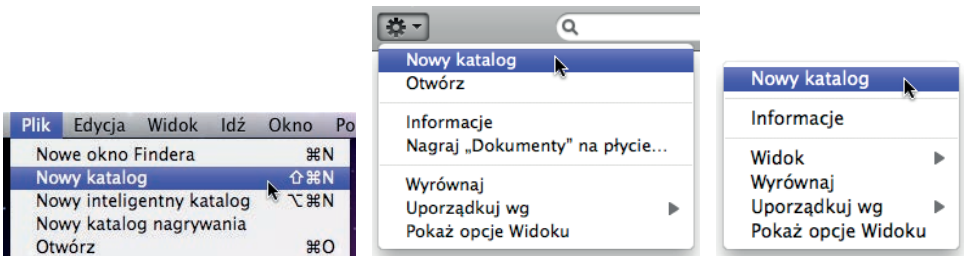 Plik Edycja Widok Idź Okno Po
Nowe okno Findera ⌘N
Nowy katalog ⇧⌘N
Nowy inteligentny katalog ⌥⌘N
Nowy katalog nagrywania
Otwórz ⌘O
Nowy katalog
Otwórz
Informacje
Nagraj „Dokumenty” na płycie...
Wyrównaj
Uporządkuj wg
Pokaż opcje Widoku
Nowy katalog
Informacje
Widok
Wyrównaj
Uporządkuj wg
Pokaż opcje Widoku